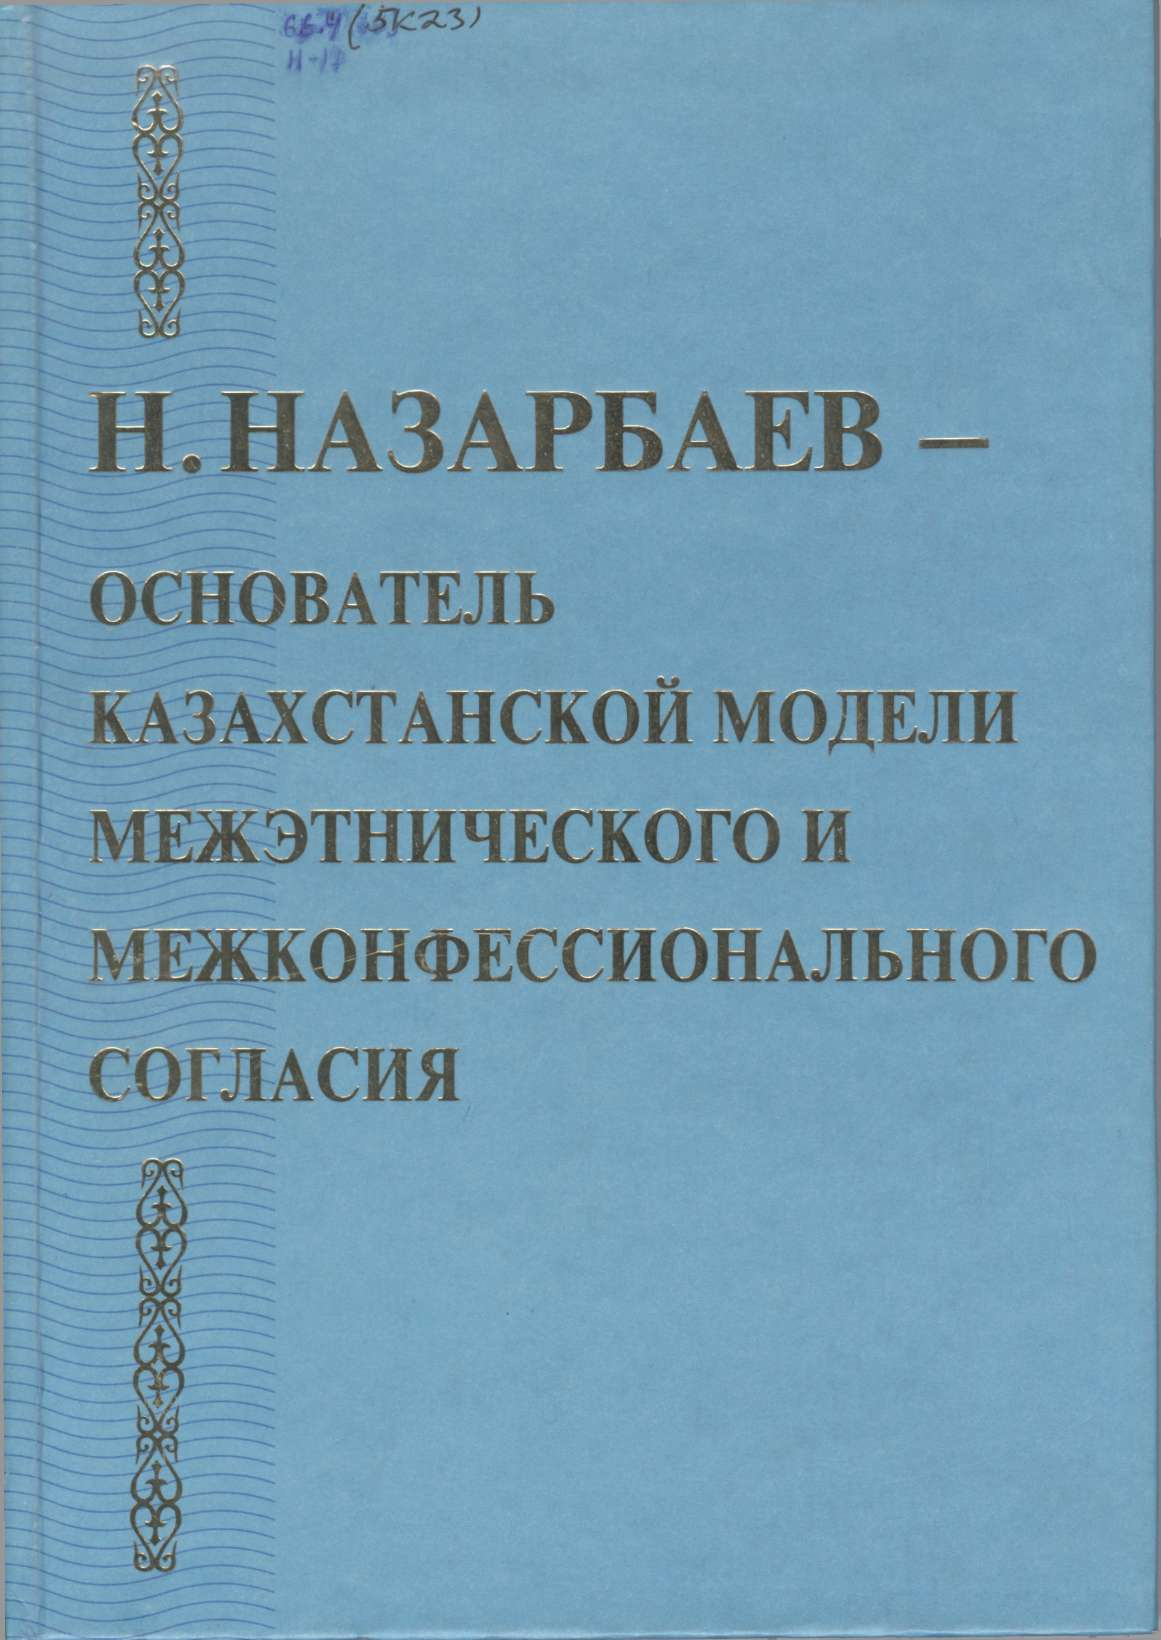 66.4 (5К23)
Н-17
Н. НАЗАРБАЕВ –
ОСНОВАТЕЛЬ
КАЗАХСТАНСКОЙ МОДЕЛИ
МЕЖЭТНИЧЕСКОГО И
МЕЖКОНФЕССИОНАЛЬНОГО
СОГЛАСИЯ